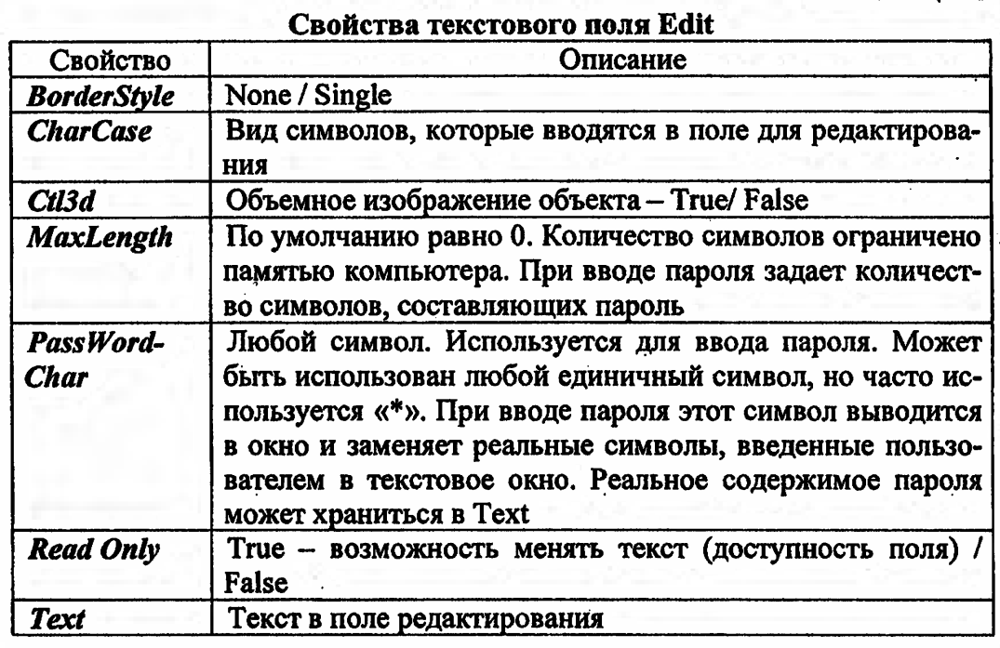 Свойства текстового поля Edit
Свойство Описание
BorderStyle None / Single
CharCase Вид символов, которые вводятся в поле для редактирова-
ния
Ctl3d Объемное изображение объекта – True/ False
MaxLength По умолчанию равно 0. Количество символов ограничено
памятью компьютера. При вводе пароля задает количест-
во символов, составляющих пароль
PassWord- Любой символ. Используется для ввода пароля. Может
Char быть использован любой единичный символ, но часто ис-
пользуется «*». При вводе пароля этот символ выводится
в окно и заменяет реальные символы, введенные пользо-
вателем в текстовое окно. Реальное содержимое пароля
может храниться в Text
Read Only True – возможность менять текст (доступность поля) /
False
Text Текст в поле редактирования